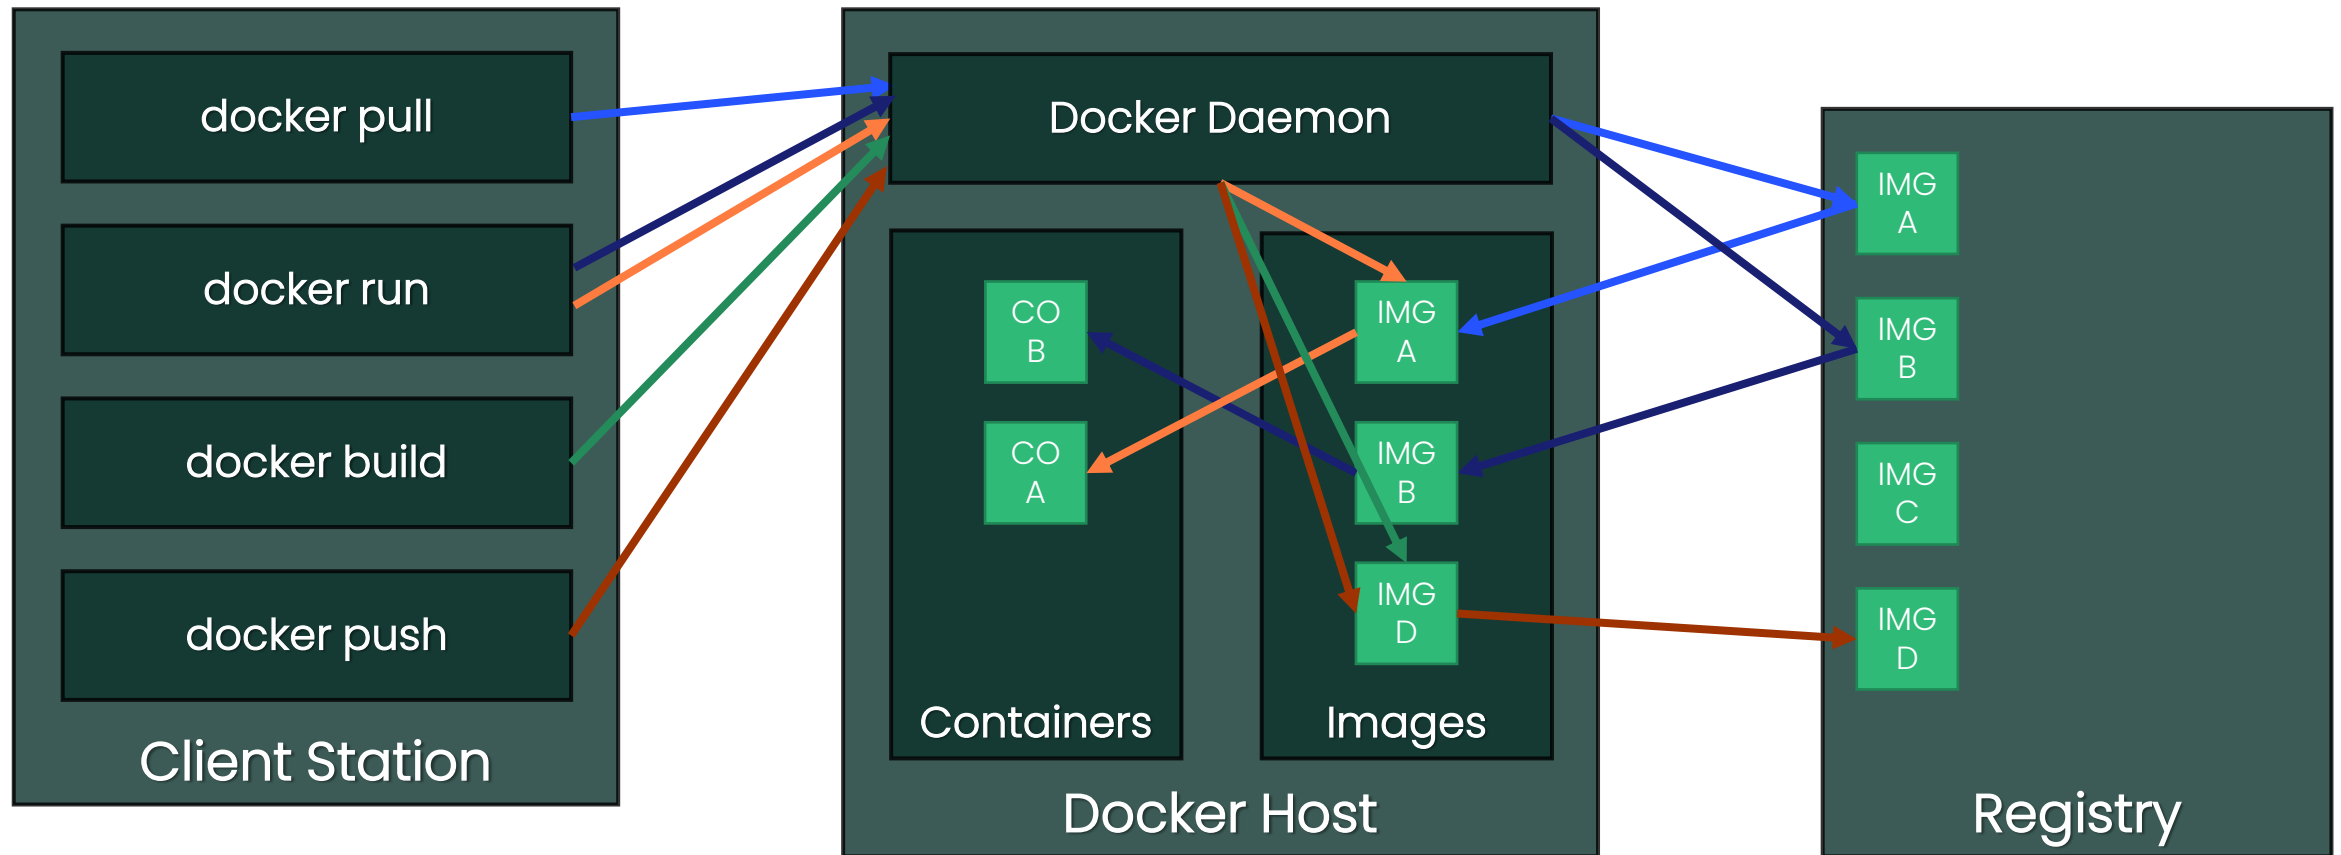 docker pull
docker run
docker build
docker push
Client Station
Docker Daemon
CO
B
CO
A
Containers
IMG
A
IMG
B
IMG
D
Images
Docker Host
IMG
A
IMG
B
IMG
C
IMG
D
Registry